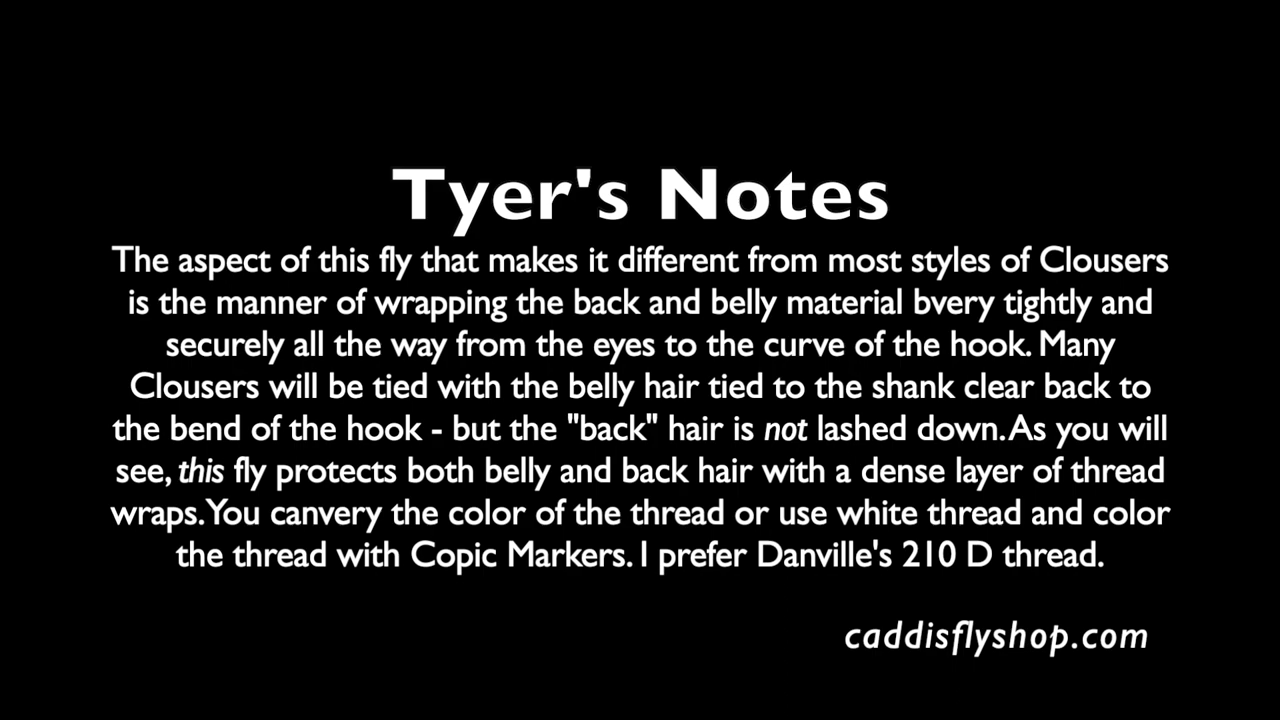 Tyer's Notes
The aspect of this fly that makes it different from most styles of Clousers
is the manner of wrapping the back and belly material bvery tightly and
securely all the way from the eyes to the curve of the hook. Many
Clousers will be tied with the belly hair tied to the shank clear back to
the bend of the hook - but the "back" hair is not lashed down. As you will
see, this fly protects both belly and back hair with a dense layer of thread
wraps. You canvery the color of the thread or use white thread and color
the thread with Copic Markers. I prefer Danville's 210 D thread.
caddisflyshop.com